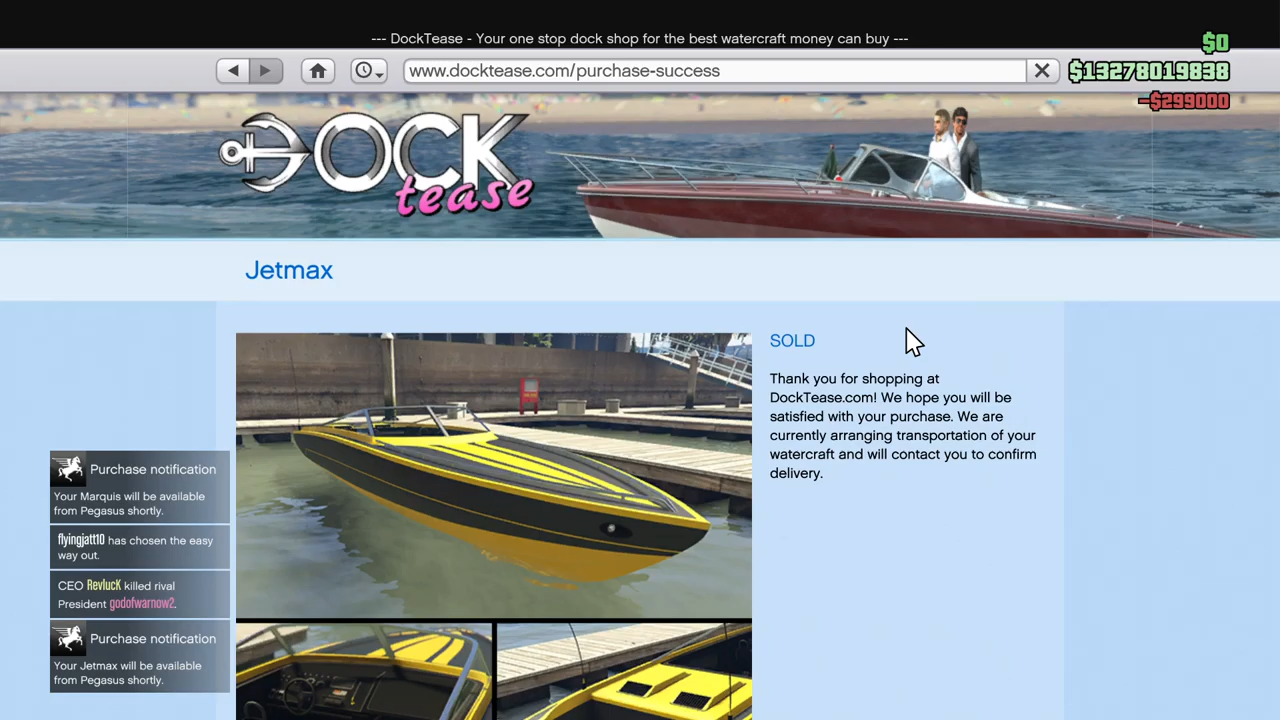 --- DockTease - Your one stop dock shop for the best watercraft money can buy ---
$0
www.docktease.com/purchase-success
$13278019838
-$299000
DOCK
tease
Jetmax
SOLD
Thank you for shopping at
DockTease.com! We hope you will be
satisfied with your purchase. We are
currently arranging transportation of your
watercraft and will contact you to confirm
delivery.
Purchase notification
Your Marquis will be available
from Pegasus shortly.
flyingjatt10 has chosen the easy
way out.
CEO RevlucK killed rival
President godofwarnow2.
Purchase notification
Your Jetmax will be available
from Pegasus shortly.